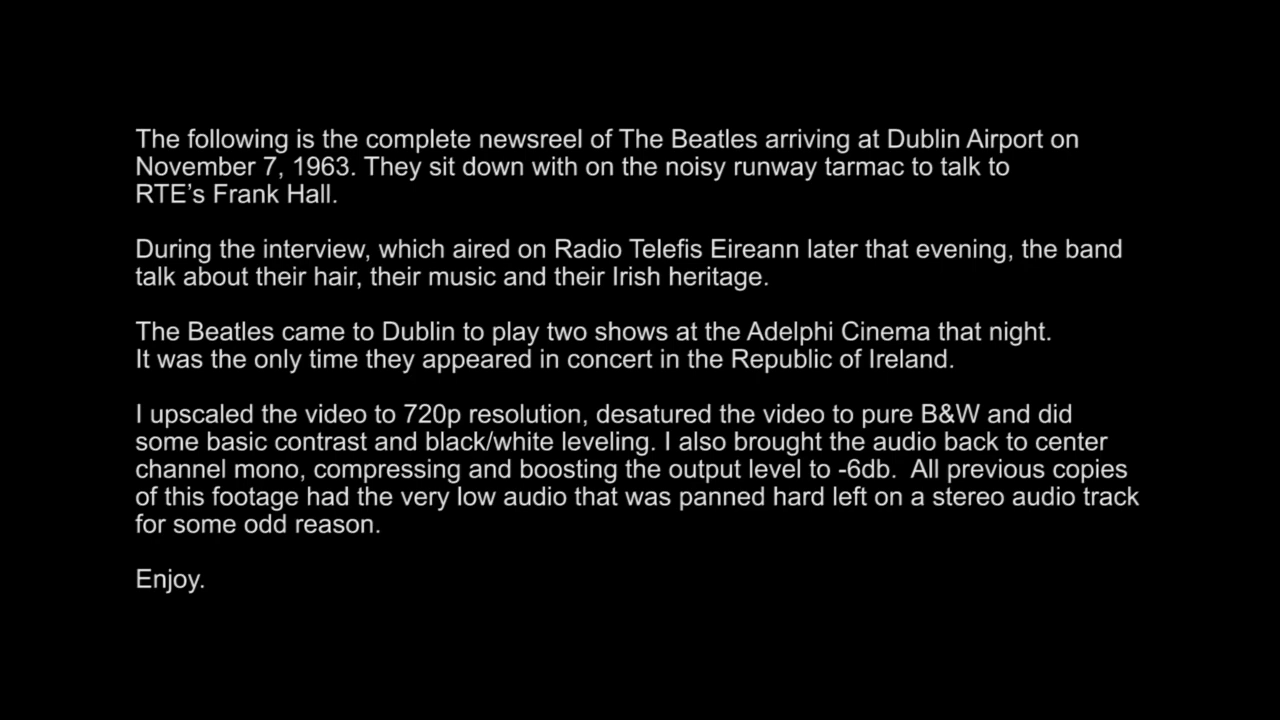 The following is the complete newsreel of The Beatles arriving at Dublin Airport on
November 7, 1963. They sit down with on the noisy runway tarmac to talk to
RTE’s Frank Hall.
During the interview, which aired on Radio Telefis Eireann later that evening, the band
talk about their hair, their music and their Irish heritage.
The Beatles came to Dublin to play two shows at the Adelphi Cinema that night.
It was the only time they appeared in concert in the Republic of Ireland.
I upscaled the video to 720p resolution, desatured the video to pure B&W and did
some basic contrast and black/white leveling. I also brought the audio back to center
channel mono, compressing and boosting the output level to -6db.  All previous copies
of this footage had the very low audio that was panned hard left on a stereo audio track
for some odd reason.
Enjoy.